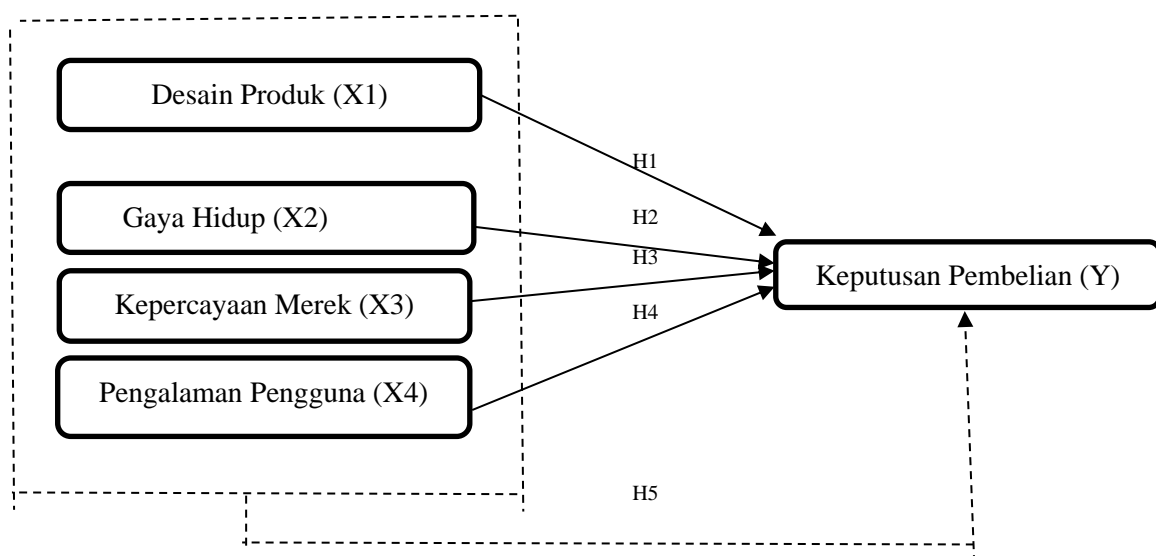 Desain Produk (X1)
H1
Gaya Hidup (X2)
H2
H3
Keputusan Pembelian (Y)
Kepercayaan Merek (X3)
H4
Pengalaman Pengguna (X4)
H5